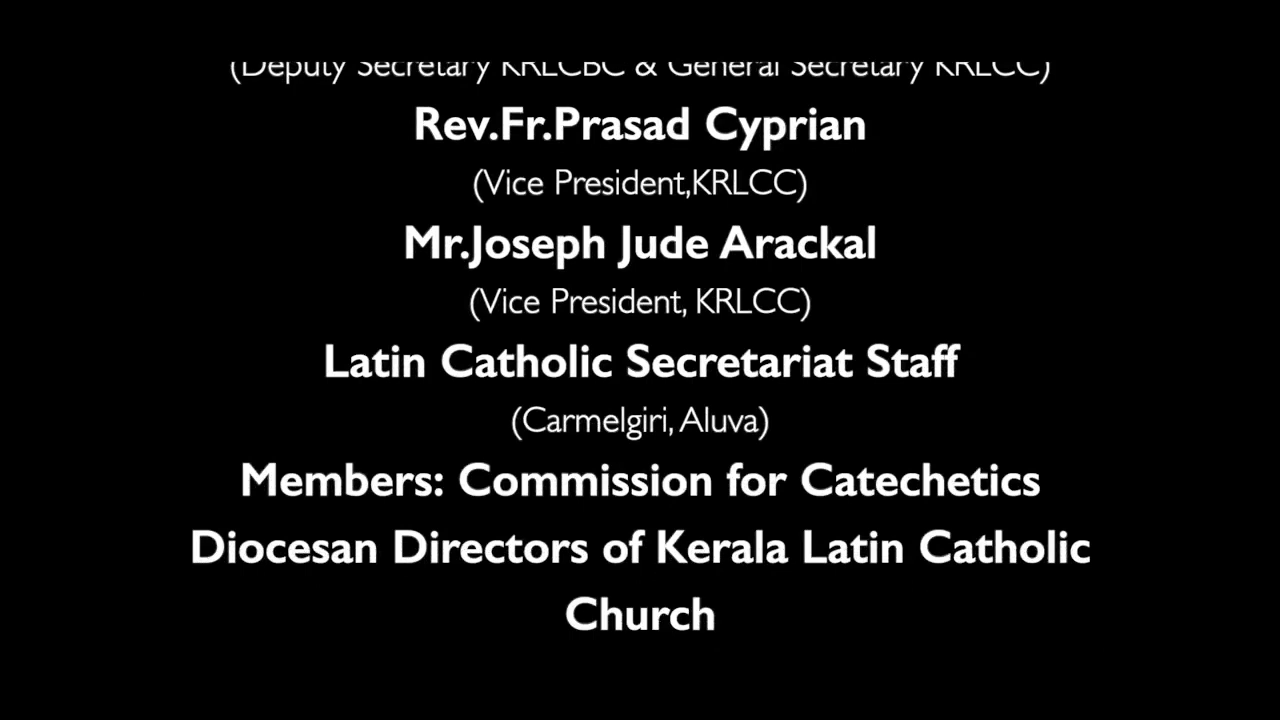 (Deputy Secretary KRLCBC & General Secretary KRLCC)
Rev.Fr.Prasad Cyprian
(Vice President,KRLCC)
Mr.Joseph Jude Arackal
(Vice President, KRLCC)
Latin Catholic Secretariat Staff
(Carmelgiri, Aluva)
Members: Commission for Catechetics
Diocesan Directors of Kerala Latin Catholic
Church